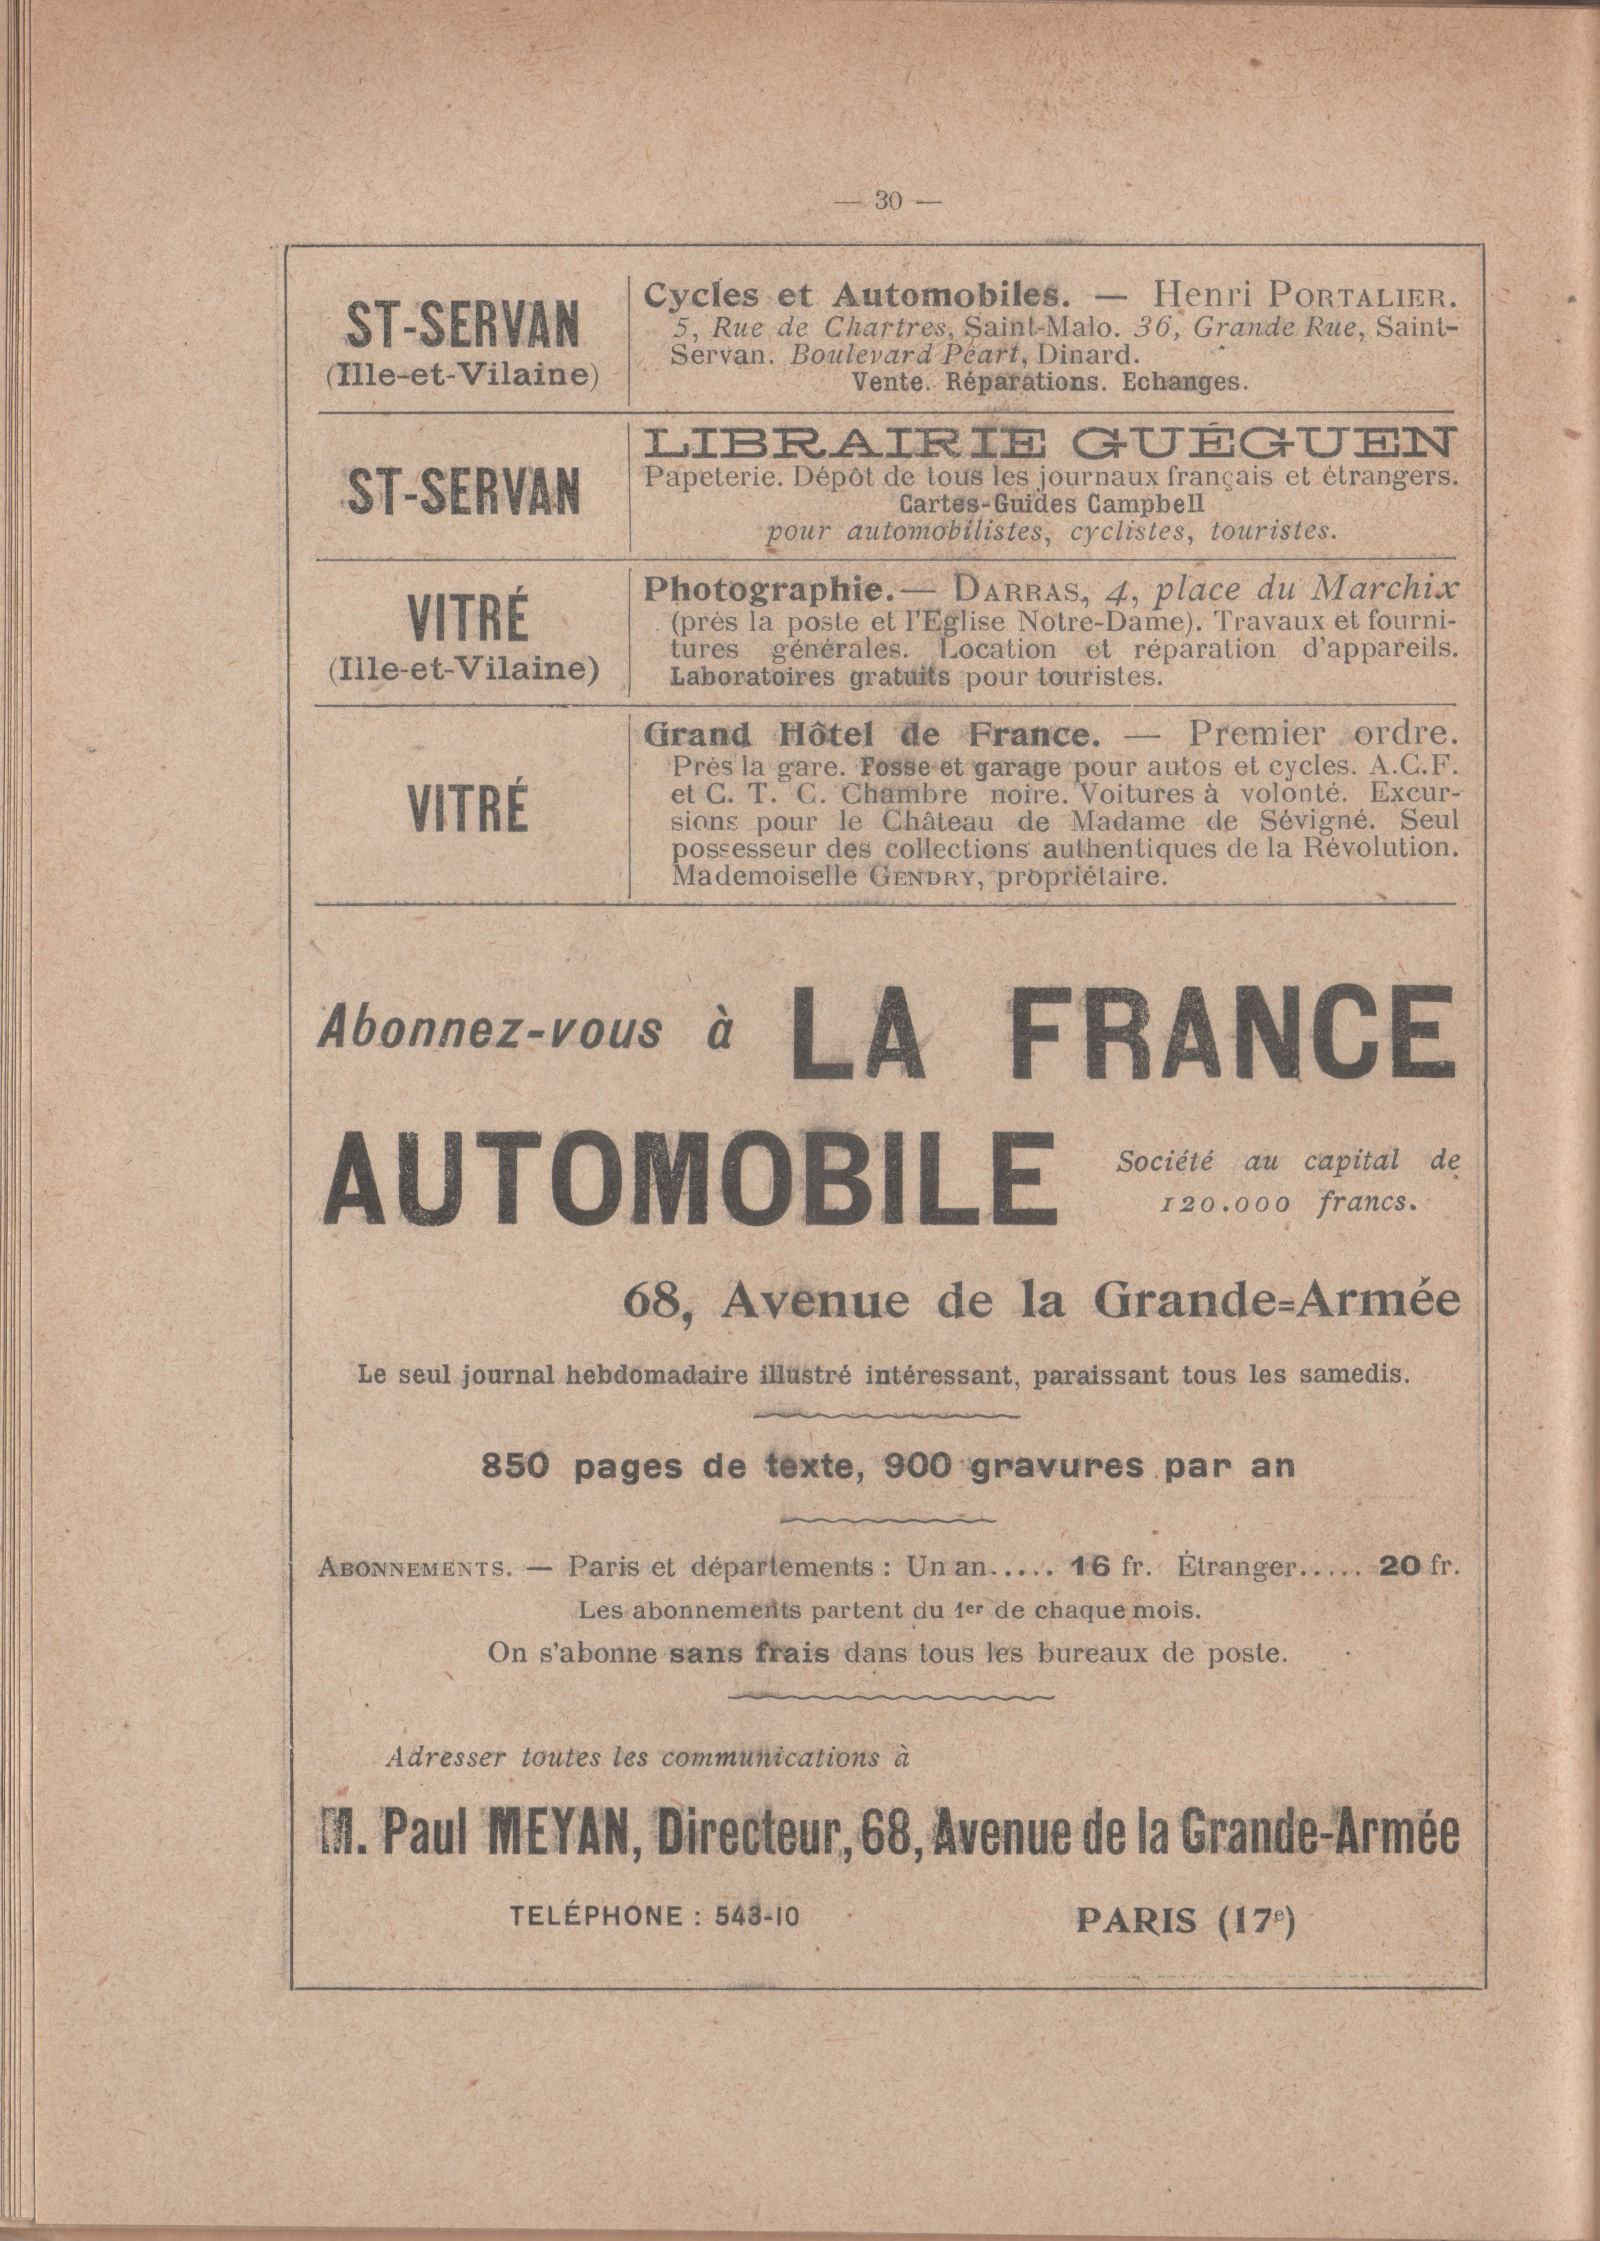 — 30 —
ST-SERVAN
(Ille-et-Vilaine)
Cycles et Automobiles. — Henri PORTALIER.
5, Rue de Chartres, Saint-Malo. 36, Grande Rue, Saint-
Servan. Boulevard Péart, Dinard.
Vente. Réparations. Echanges.
ST-SERVAN
LIBRAIRIE GUÉGUEN
Papeterie. Dépôt de tous les journaux français et étrangers.
Cartes-Guides Campbell
pour automobilistes, cyclistes, touristes.
VITRÉ
(Ille-et-Vilaine)
Photographie. — DARRAS, 4, place du Marchix
(près la poste et l'Eglise Notre-Dame). Travaux et fourni-
tures générales. Location et réparation d'appareils.
Laboratoires gratuits pour touristes.
VITRÉ
Grand Hôtel de France. — Premier ordre.
Près la gare. Fosse et garage pour autos et cycles. A.C.F.
et C. T. C. Chambre noire. Voitures à volonté. Excur-
sions pour le Château de Madame de Sévigné. Seul
possesseur des collections authentiques de la Révolution.
Mademoiselle GENDRY, propriétaire.
Abonnez-vous à LA FRANCE
AUTOMOBILE
Société au capital de
120.000 francs.
68, Avenue de la Grande-Armée
Le seul journal hebdomadaire illustré intéressant, paraissant tous les samedis.
850 pages de texte, 900 gravures par an
ABONNEMENTS. — Paris et départements : Un an..... 16 fr. Étranger..... 20 fr.
Les abonnements partent du 1er de chaque mois.
On s'abonne sans frais dans tous les bureaux de poste.
Adresser toutes les communications à
M. Paul MEYAN, Directeur, 68, Avenue de la Grande-Armée
TELÉPHONE : 543-10
PARIS (17e)